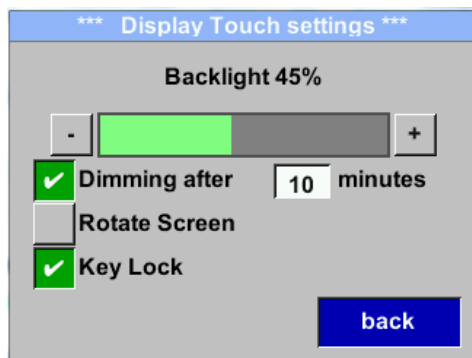 *** Display Touch settings ***
Backlight 45%
- +
Dimming after 10 minutes
Rotate Screen
Key Lock
back